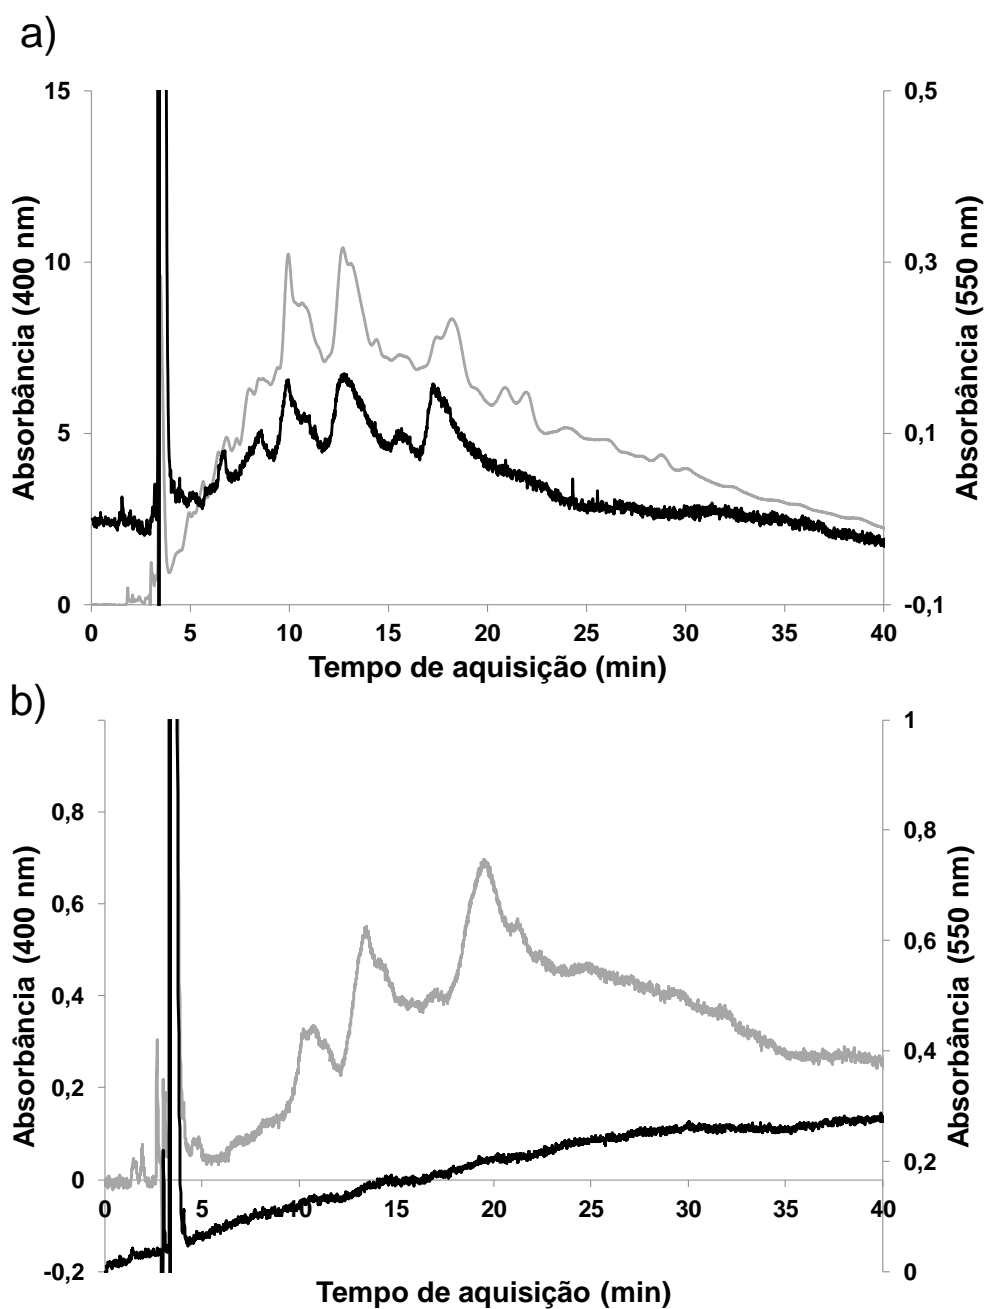 a)
Absorbância (400 nm)
15
10
5
0
0,5
0,3
0,1
-0,1
Absorbância (550 nm)
0 5 10 15 20 25 30 35 40
Tempo de aquisição (min)
b)
Absorbância (400 nm)
0,8
0,6
0,4
0,2
0
-0,2
1
0,8
0,6
0,4
0,2
0
Absorbância (550 nm)
0 5 10 15 20 25 30 35 40
Tempo de aquisição (min)